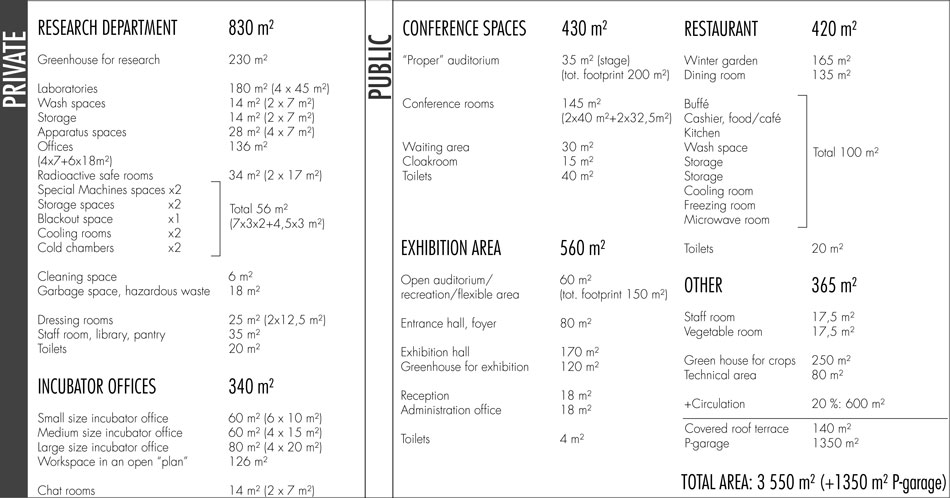 PRIVATE
RESEARCH DEPARTMENT 830 m²
Greenhouse for research 230 m²
Laboratories 180 m² (4 x 45 m²)
Wash spaces 14 m² (2 x 7 m²)
Storage 14 m² (2 x 7 m²)
Apparatus spaces 28 m² (4 x 7 m²)
Offices 136 m²
(4x7+6x18m²)
Radioactive safe rooms 34 m² (2 x 17 m²)
Special Machines spaces x2
Storage spaces x2
Blackout space x1
Cooling rooms x2
Cold chambers x2
Total 56 m²
(7x3x2+4,5x3 m²)
Cleaning space 6 m²
Garbage space, hazardous waste 18 m²
Dressing rooms 25 m² (2x12,5 m²)
Staff room, library, pantry 35 m²
Toilets 20 m²
INCUBATOR OFFICES 340 m²
Small size incubator office 60 m² (6 x 10 m²)
Medium size incubator office 60 m² (4 x 15 m²)
Large size incubator office 80 m² (4 x 20 m²)
Workspace in an open “plan” 126 m²
Chat rooms 14 m² (2 x 7 m²)
PUBLIC
CONFERENCE SPACES 430 m²
“Proper” auditorium 35 m² (stage)
(tot. footprint 200 m²)
Conference rooms 145 m²
(2x40 m²+2x32,5m²)
Waiting area 30 m²
Cloakroom 15 m²
Toilets 40 m²
EXHIBITION AREA 560 m²
Open auditorium/ 60 m²
recreation/flexible area (tot. footprint 150 m²)
Entrance hall, foyer 80 m²
Exhibition hall 170 m²
Greenhouse for exhibition 120 m²
Reception 18 m²
Administration office 18 m²
Toilets 4 m²
RESTAURANT 420 m²
Winter garden 165 m²
Dining room 135 m²
Buffé
Cashier, food/café
Kitchen
Wash space
Storage
Storage
Cooling room
Freezing room
Microwave room
Total 100 m²
Toilets 20 m²
OTHER 365 m²
Staff room 17,5 m²
Vegetable room 17,5 m²
Green house for crops 250 m²
Technical area 80 m²
+Circulation 20 %: 600 m²
Covered roof terrace 140 m²
P-garage 1350 m²
TOTAL AREA: 3 550 m² (+1350 m² P-garage)